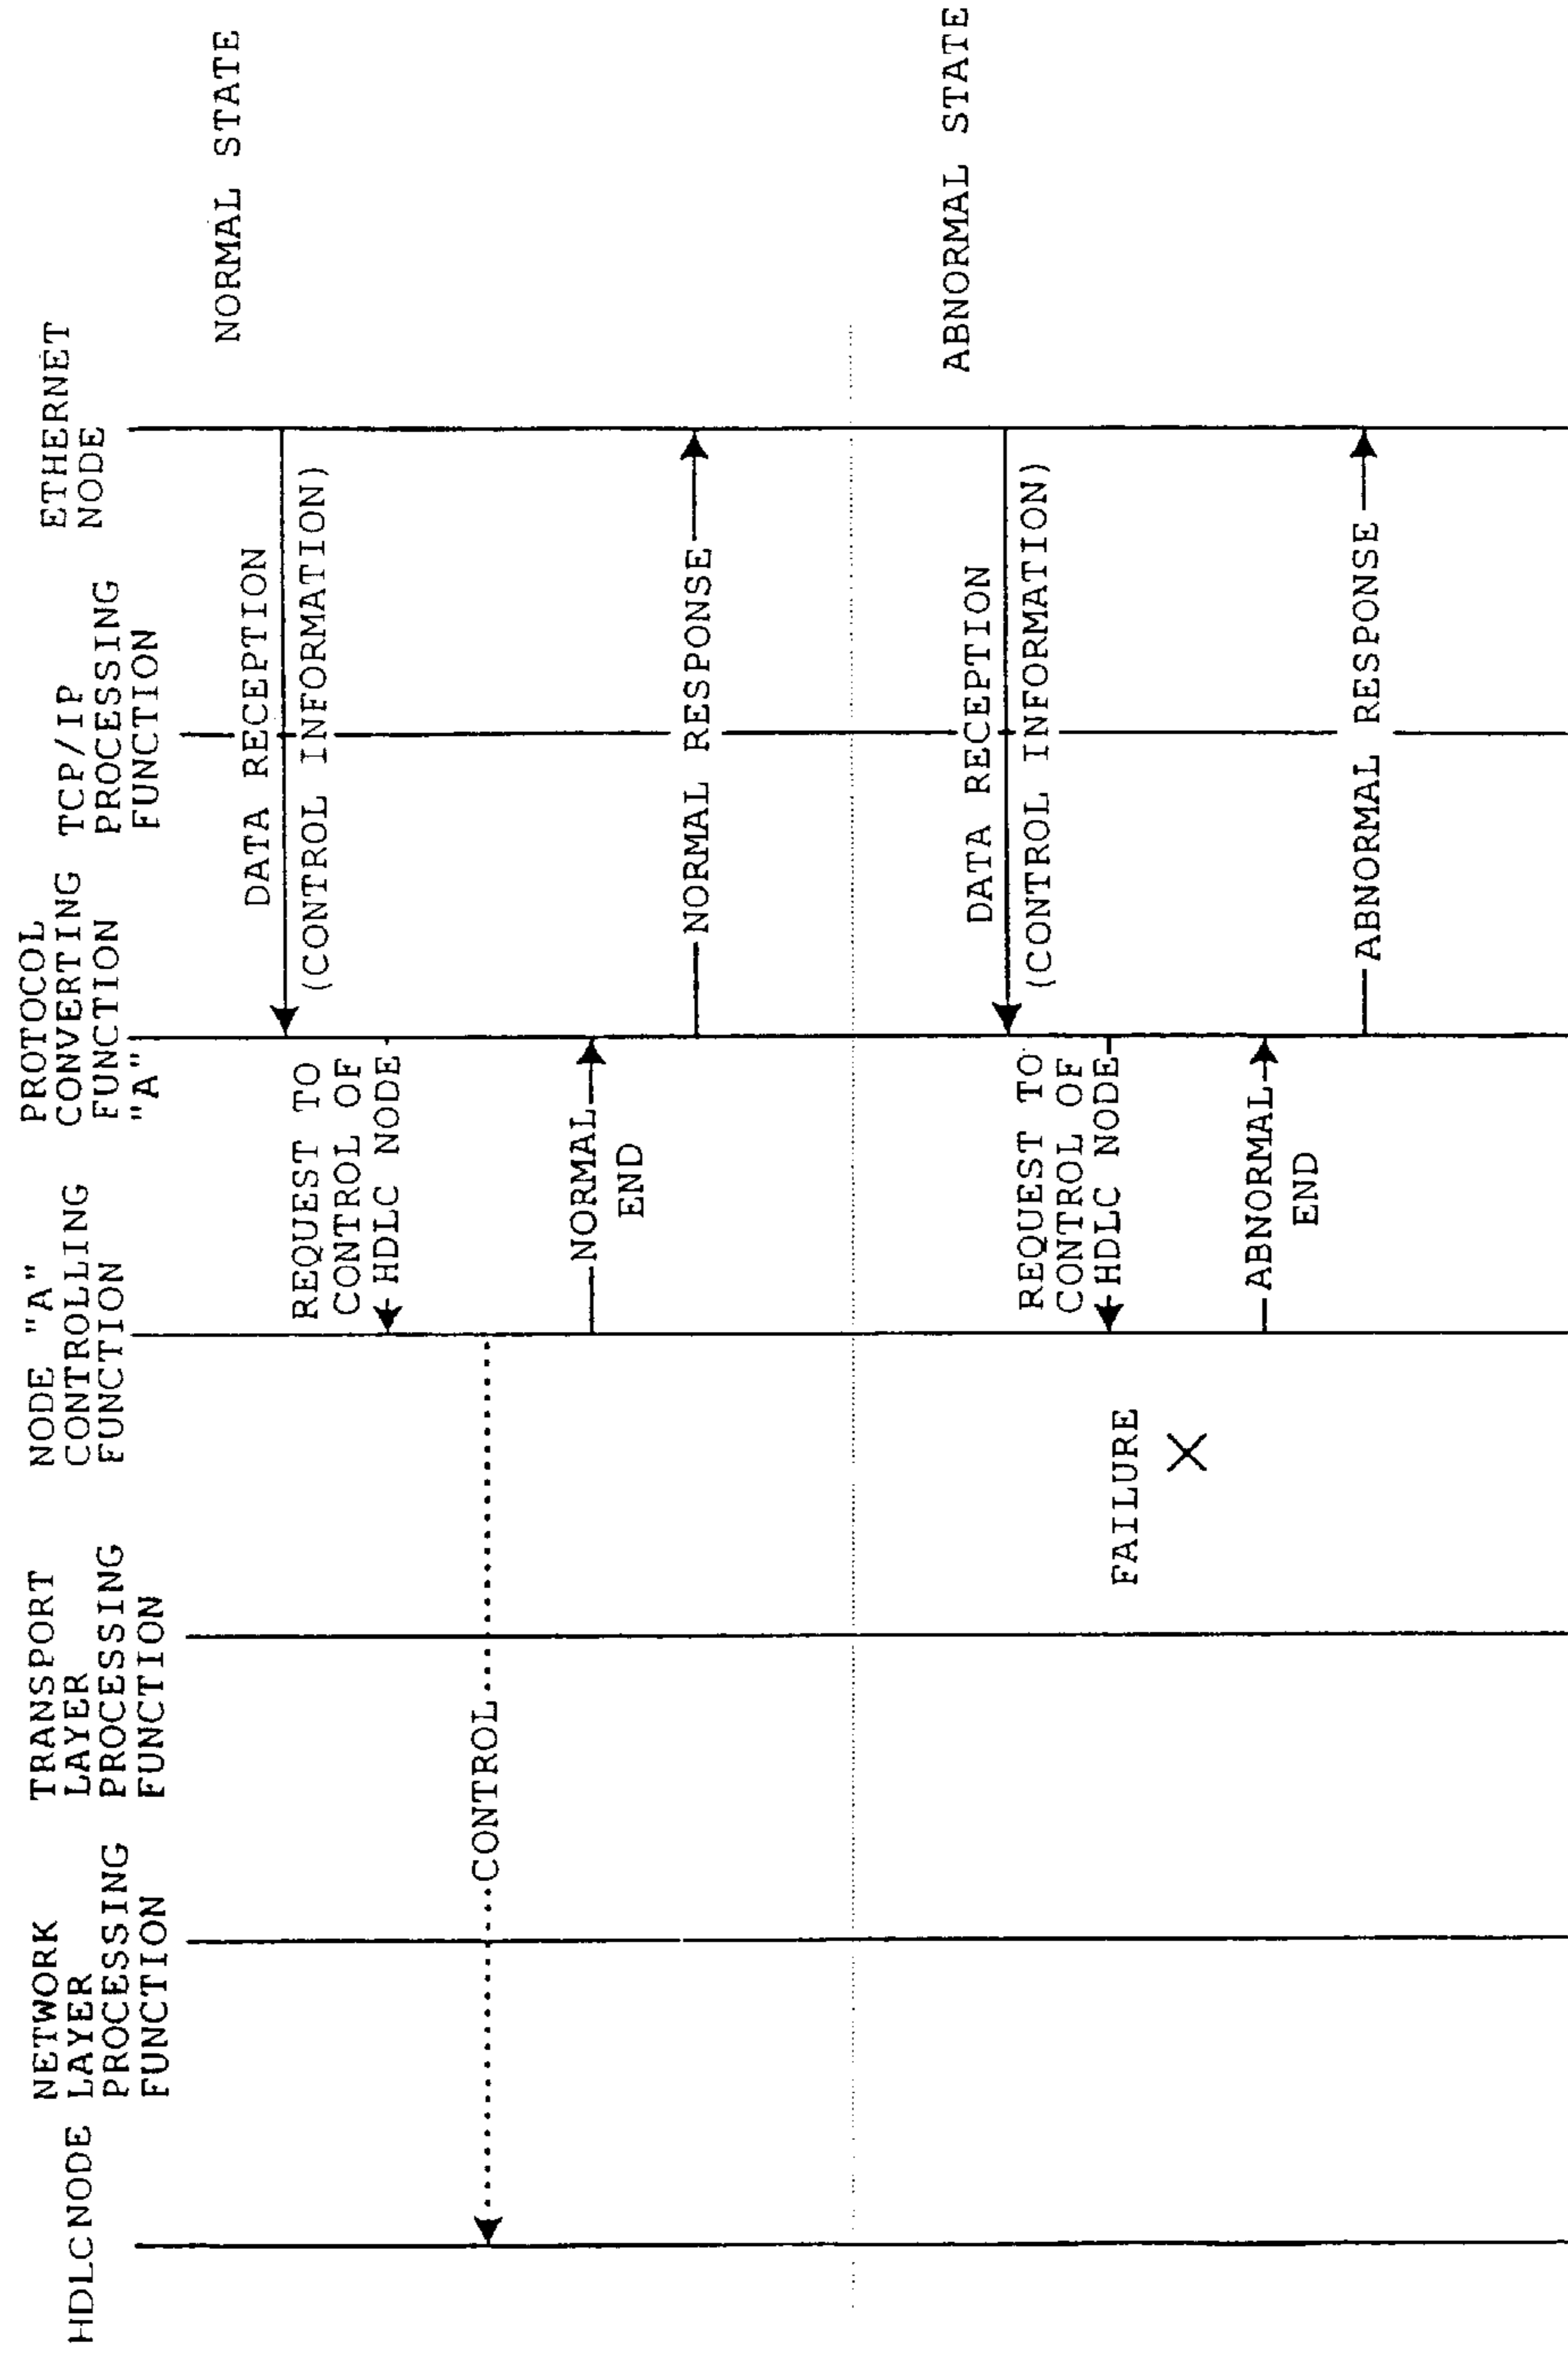 HDLC NODE
NETWORK
LAYER
PROCESSING
FUNCTION
TRANSPORT
LAYER
PROCESSING
FUNCTION
NODE "A"
CONTROLLING
FUNCTION
PROTOCOL
CONVERTING
FUNCTION
"A"
TCP/IP
PROCESSING
FUNCTION
ETHERNET
NODE
NORMAL STATE
DATA RECEPTION
(CONTROL INFORMATION)
REQUEST TO
CONTROL OF
HDLC NODE
CONTROL
NORMAL
END
NORMAL RESPONSE
ABNORMAL STATE
DATA RECEPTION
(CONTROL INFORMATION)
REQUEST TO
CONTROL OF
HDLC NODE
FAILURE
ABNORMAL
END
ABNORMAL RESPONSE